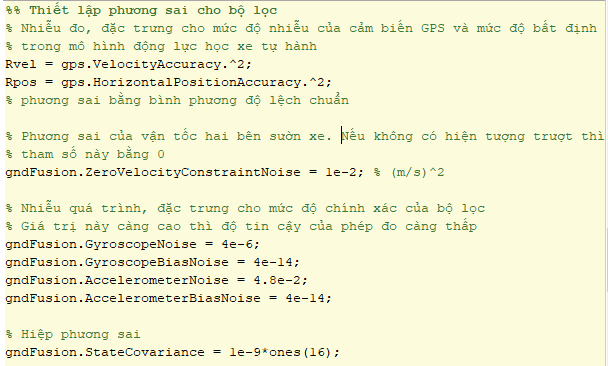 %% Thiết lập phương sai cho bộ lọc
% Nhiễu đo, đặc trưng cho mức độ nhiễu của cảm biến GPS và mức độ bất định
% trong mô hình động lực học xe tự hành
Rvel = gps.VelocityAccuracy.^2;
Rpos = gps.HorizontalPositionAccuracy.^2;
% phương sai bằng bình phương độ lệch chuẩn
% Phương sai của vận tốc hai bên sườn xe. Nếu không có hiện tượng trượt thì
% tham số này bằng 0
gndFusion.ZeroVelocityConstraintNoise = 1e-2; % (m/s)^2
% Nhiễu quá trình, đặc trưng cho mức độ chính xác của bộ lọc
% Giá trị này càng cao thì độ tin cậy của phép đo càng thấp
gndFusion.GyroscopeNoise = 4e-6;
gndFusion.GyroscopeBiasNoise = 4e-14;
gndFusion.AccelerometerNoise = 4.8e-2;
gndFusion.AccelerometerBiasNoise = 4e-14;
% Hiệp phương sai
gndFusion.StateCovariance = 1e-9*ones(16);